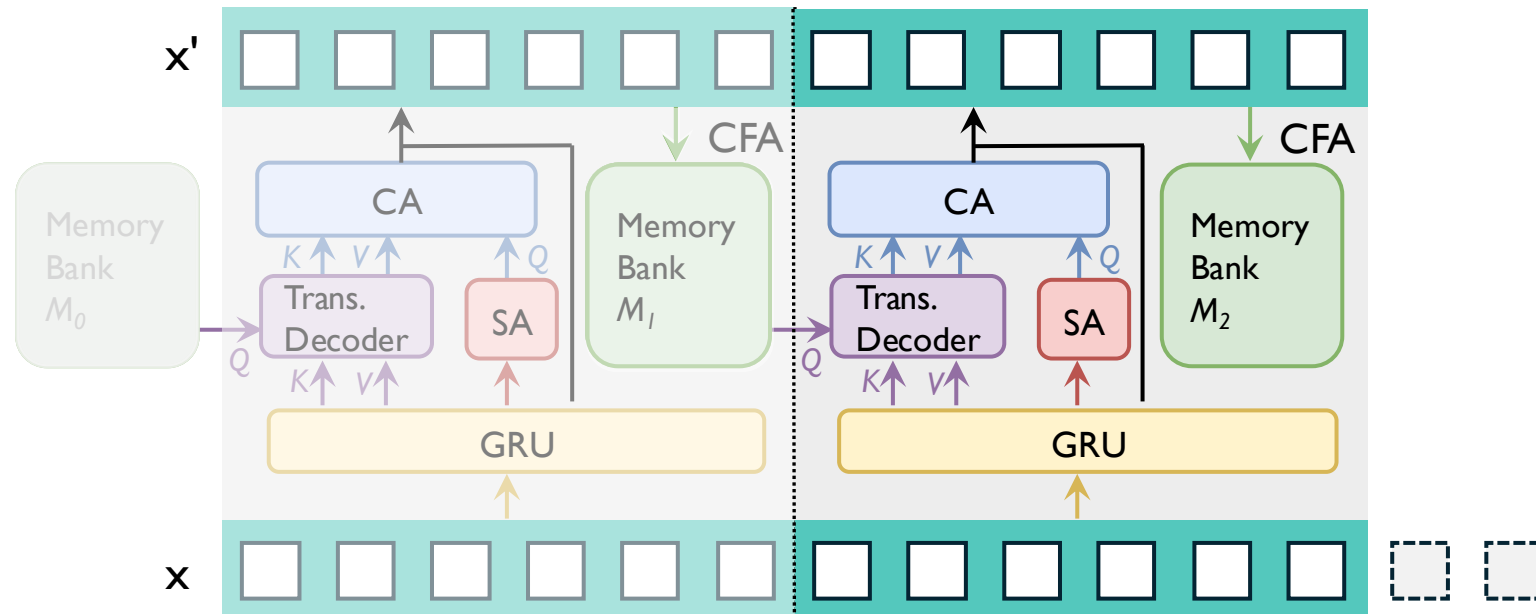 x'
CFA
CA
Memory
Bank
M₀
K
V
Q
Trans.
Decoder
SA
Memory
Bank
M₁
Q
K
V
GRU
CFA
CA
K
V
Q
Trans.
Decoder
SA
Memory
Bank
M₂
Q
K
V
GRU
x